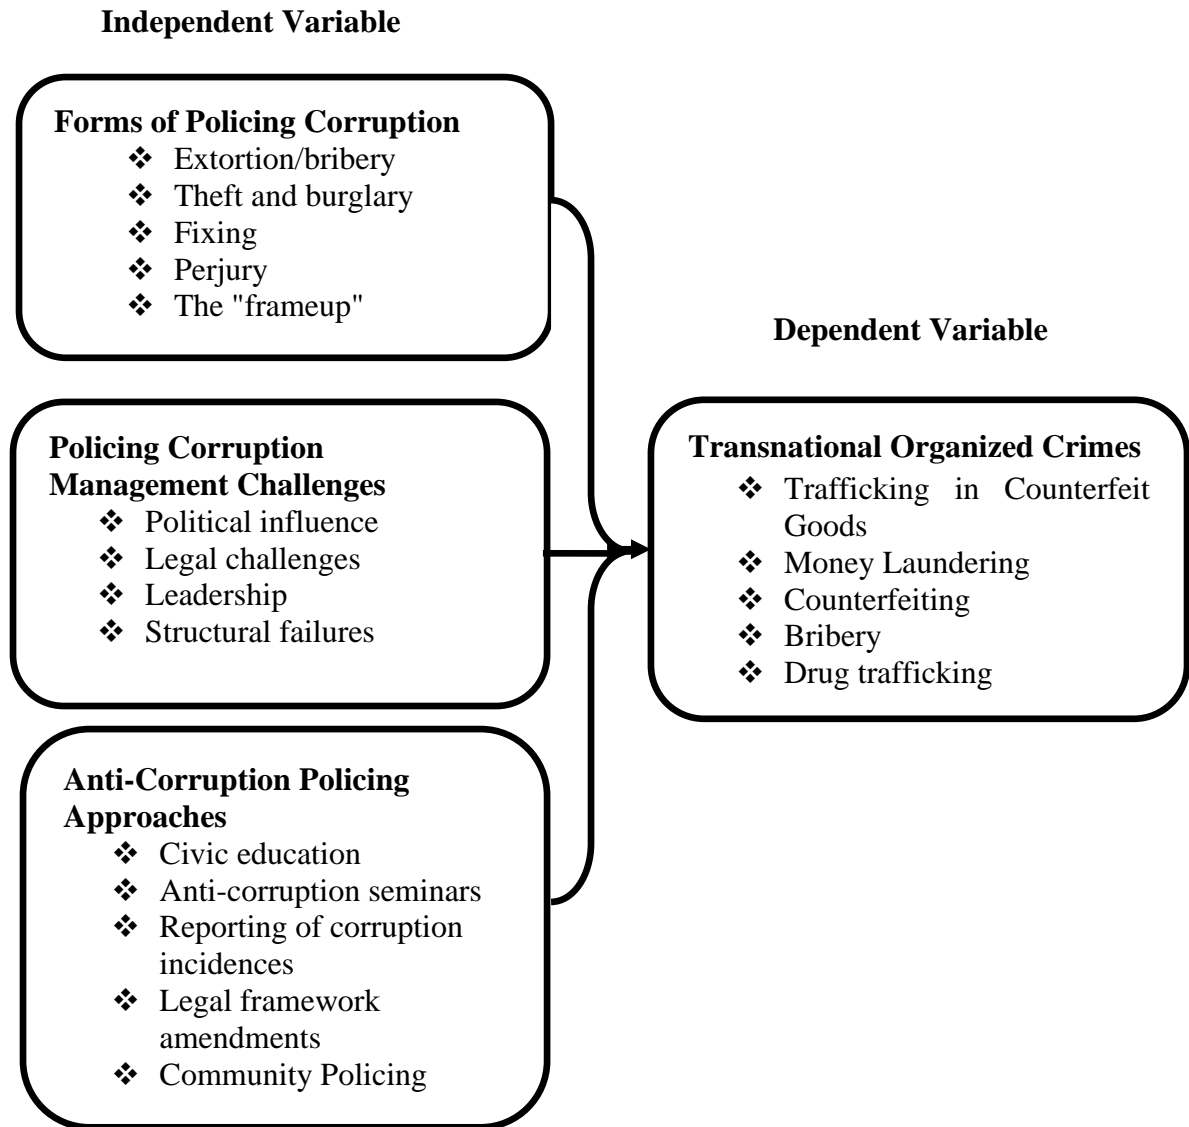 Independent Variable
Forms of Policing Corruption
❖ Extortion/bribery
❖ Theft and burglary
❖ Fixing
❖ Perjury
❖ The "frameup"
Policing Corruption
Management Challenges
❖ Political influence
❖ Legal challenges
❖ Leadership
❖ Structural failures
Anti-Corruption Policing
Approaches
❖ Civic education
❖ Anti-corruption seminars
❖ Reporting of corruption
incidences
❖ Legal framework
amendments
❖ Community Policing
Dependent Variable
Transnational Organized Crimes
❖ Trafficking in Counterfeit
Goods
❖ Money Laundering
❖ Counterfeiting
❖ Bribery
❖ Drug trafficking